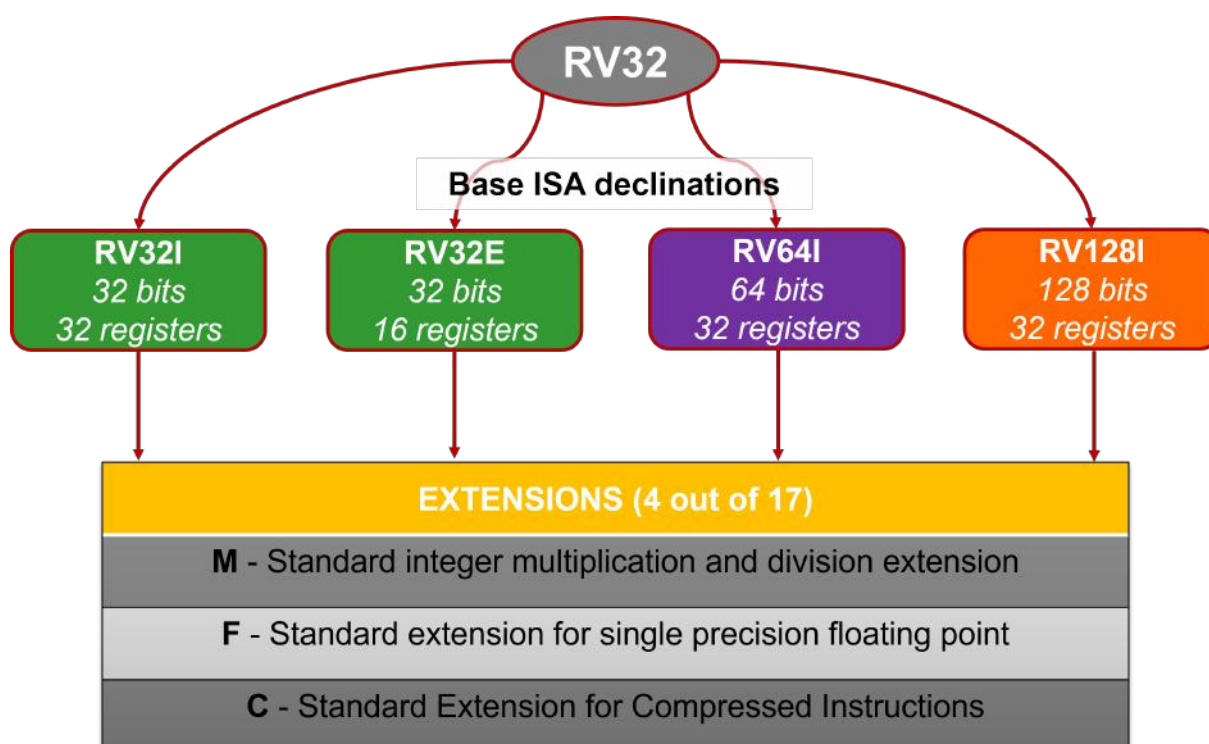 RV32
Base ISA declinations
RV32I
32 bits
32 registers
RV32E
32 bits
16 registers
RV64I
64 bits
32 registers
RV128I
128 bits
32 registers
EXTENSIONS (4 out of 17)
M - Standard integer multiplication and division extension
F - Standard extension for single precision floating point
C - Standard Extension for Compressed Instructions